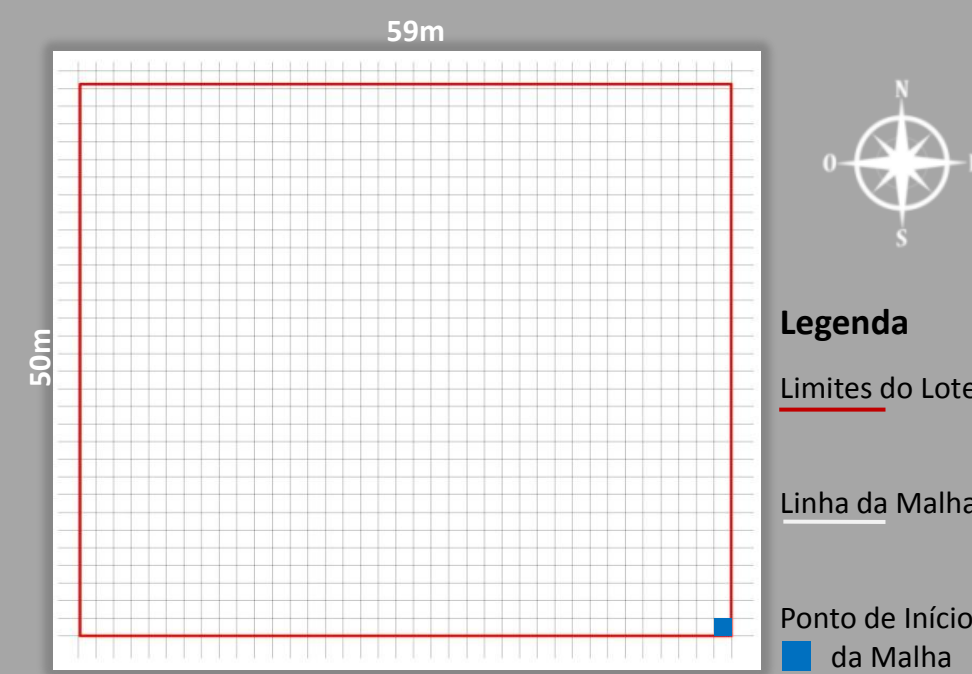 59m
N
O
S
50m
Legenda
Limites do Lote
Linha da Malha
Ponto de Início
da Malha